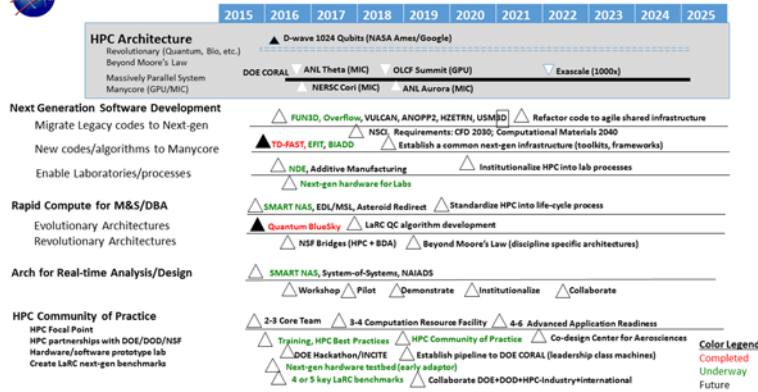 2015 2016 2017 2018 2019 2020 2021 2022 2023 2024 2025
HPC Architecture
D-wave 1024 Qubits (NASA Ames/Google)
Revolutionary (Quantum, Bio, etc.)
Beyond Moore's Law
DOE CORAL ANL Theta (MIC) OLCF Summit (GPU) Exascale (1000x)
Massively Parallel System
Manycore (GPU/MIC)
NERSC Cori (MIC) ANL Aurora (MIC)
Next Generation Software Development
Migrate Legacy codes to Next-gen
FUN3D, Overflow, VULCAN, ANOPP2, HZETRN, USM3D Refactor code to agile shared infrastructure
NSCI Requirements: CFD 2030; Computational Materials 2040
New codes/algorithms to Manycore
TD-FAST, EFIT, BIADD Establish a common next-gen infrastructure (toolkits, frameworks)
Enable Laboratories/processes
NDE, Additive Manufacturing Institutionalize HPC into lab processes
Next-gen hardware for Labs
Rapid Compute for M&S/DBA
SMART NAS, EDL/MSL, Asteroid Redirect Standardize HPC into life-cycle process
Evolutionary Architectures
Quantum BlueSky LaRC QC algorithm development
Revolutionary Architectures
NSF Bridges (HPC + BDA) Beyond Moore's Law (discipline specific architectures)
Arch for Real-time Analysis/Design
SMART NAS, System-of-Systems, NAIADS
Workshop Pilot Demonstrate Institutionalize Collaborate
HPC Community of Practice
2-3 Core Team 3-4 Computation Resource Facility 4-6 Advanced Application Readiness
HPC Focal Point
HPC partnerships with DOE/DOD/NSF
Hardware/software prototype lab
Create LaRC next-gen benchmarks
Training, HPC Best Practices HPC Community of Practice Co-design Center for Aerosciences
DOE Hackathon/INCITE Establish pipeline to DOE CORAL (leadership class machines)
Next-gen hardware testbed (early adaptor)
4 or 5 key LaRC benchmarks Collaborate DOE+DOD+HPC-Industry+international
Color Legend
Completed
Underway
Future